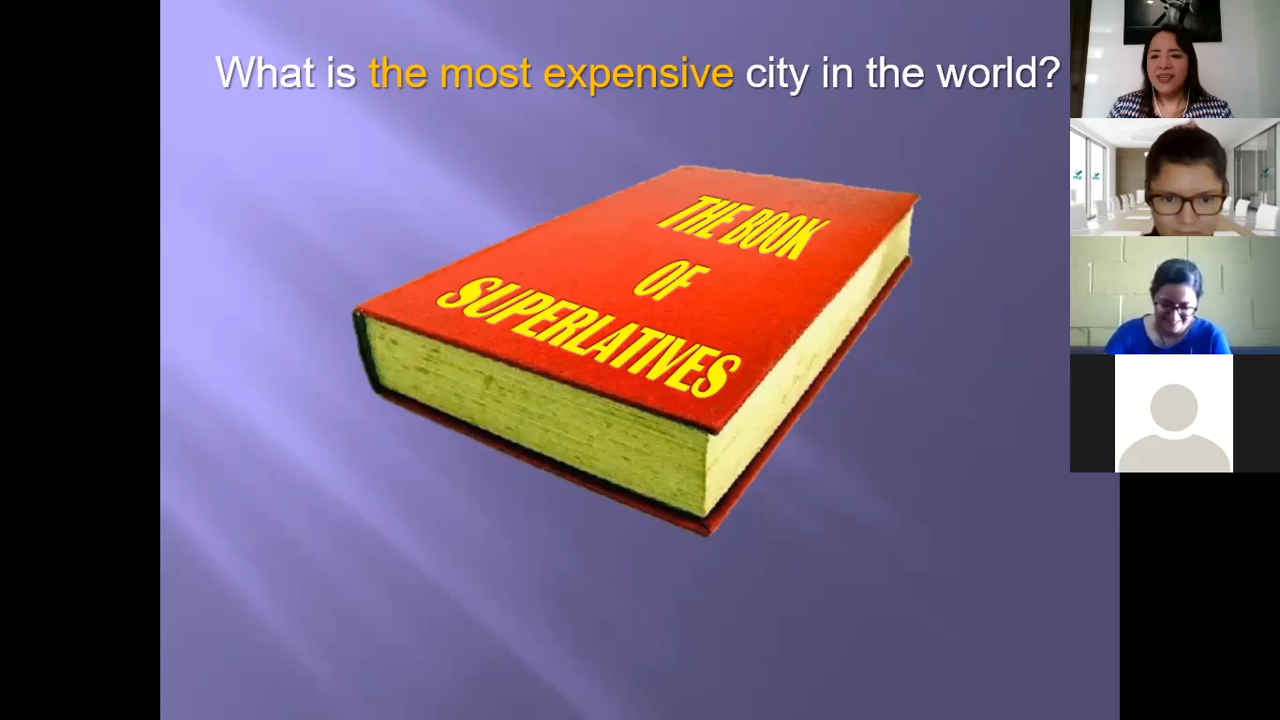 What is the most expensive city in the world?
THE BOOK
OF
SUPERLATIVES